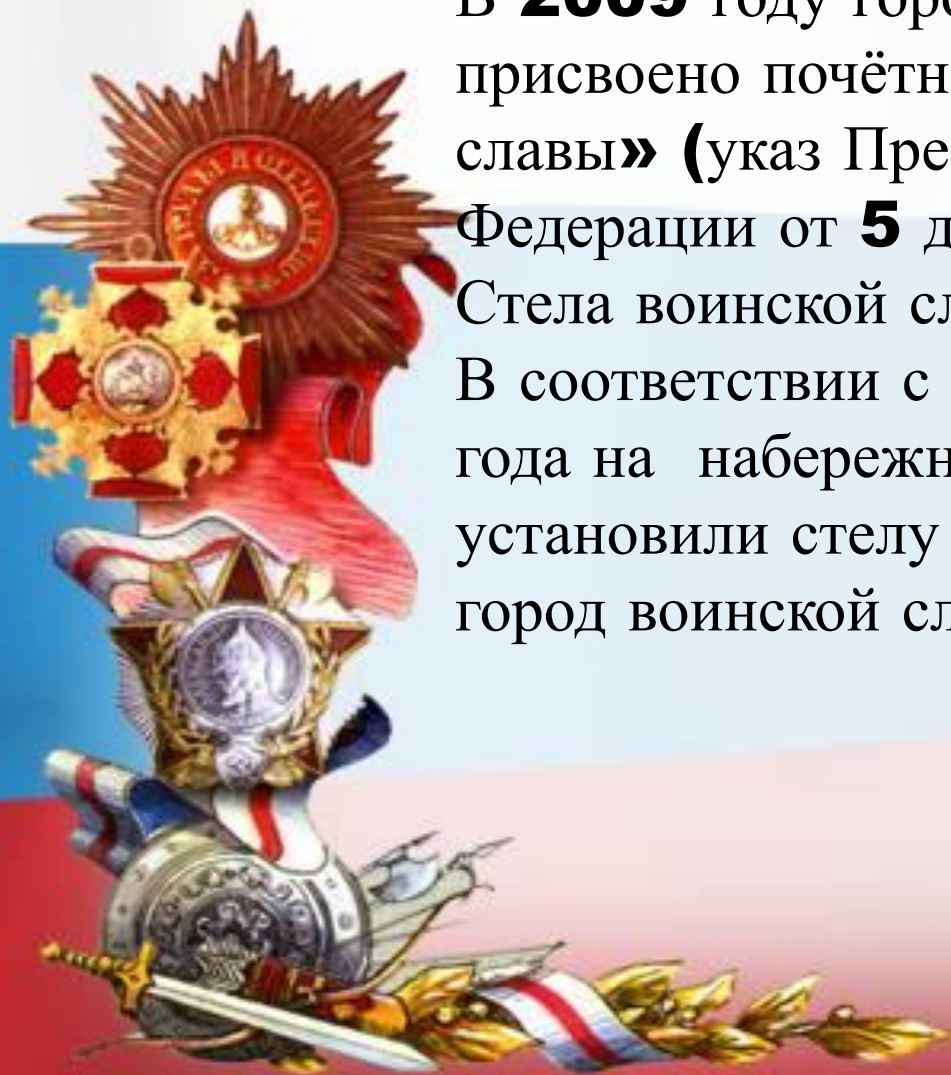 В 2009 году горо
присвоено почётн
славы» (указ Пре
Федерации от 5 д
Стела воинской сл
В соответствии с
года на набережн
установили стелу
город воинской сл